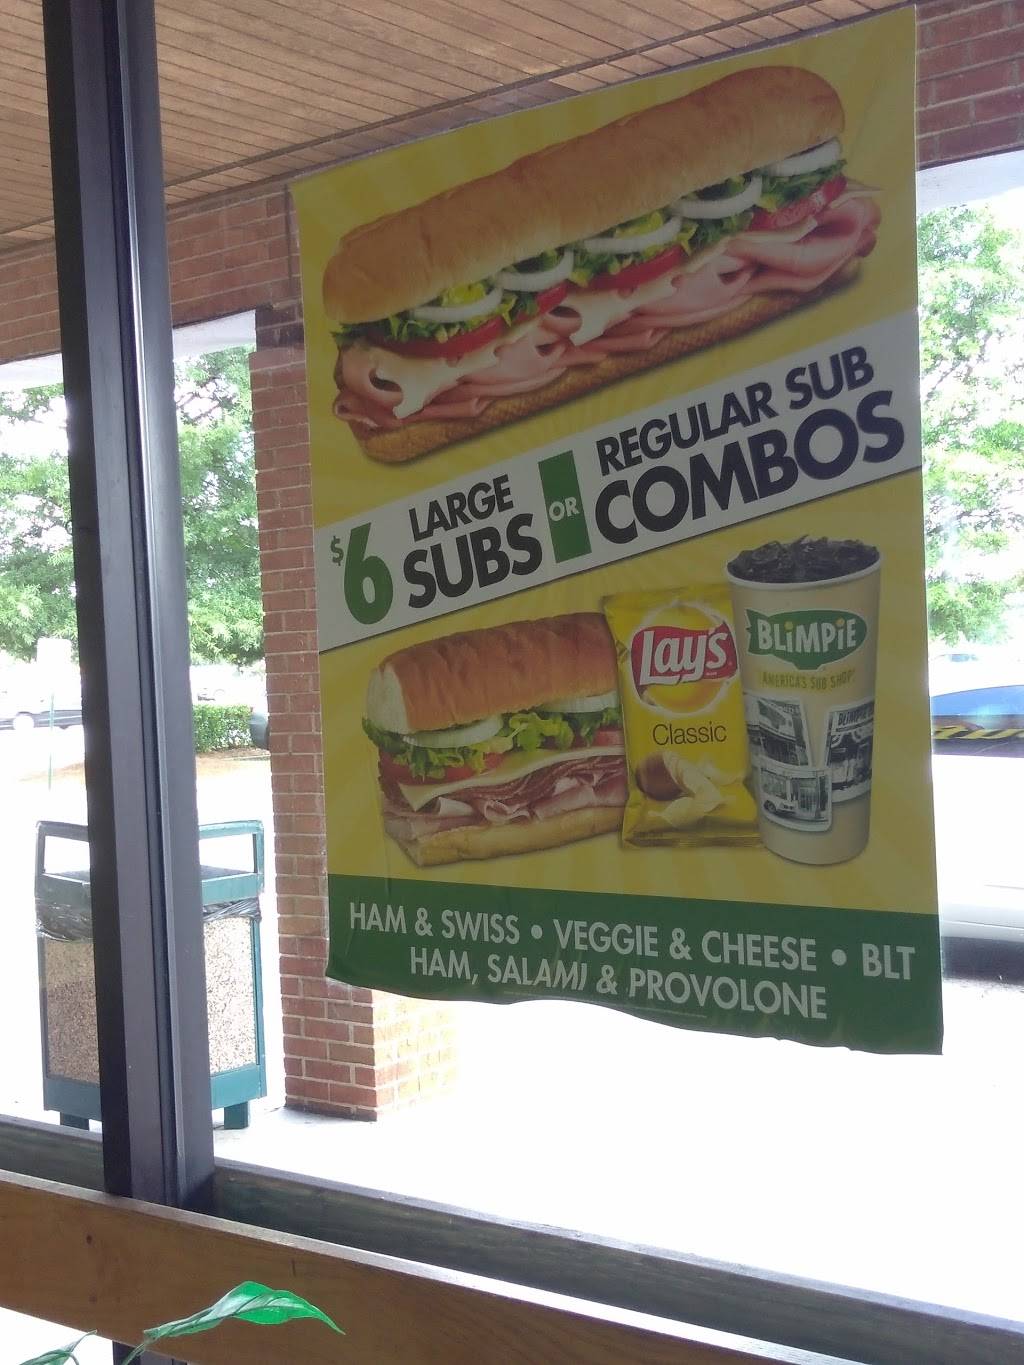 $6 LARGE SUBS OR REGULAR SUB COMBOS
Lay's
Classic
BLiMPiE
AMERICA'S SUB SHOP
HAM & SWISS • VEGGIE & CHEESE • BLT
HAM, SALAMI & PROVOLONE